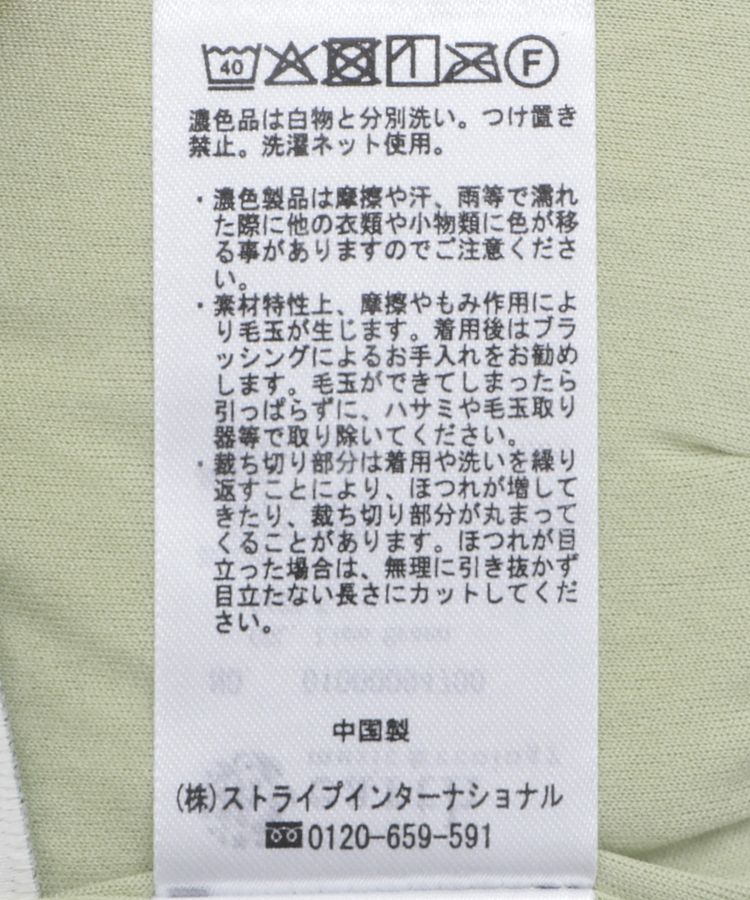 40 F
濃色品は白物と分別洗い。つけ置き
禁止。洗濯ネット使用。
・濃色製品は摩擦や汗、雨等で濡れ
た際に他の衣類や小物類に色が移
る事がありますのでご注意くださ
い。
・素材特性上、摩擦やもみ作用によ
り毛玉が生じます。着用後はブラ
ッシングによるお手入れをお勧め
します。毛玉ができてしまったら
引っぱらずに、ハサミや毛玉取り
器等で取り除いてください。
・裁ち切り部分は着用や洗いを繰り
返すことにより、ほつれが増して
きたり、裁ち切り部分が丸まって
くることがあります。ほつれが目
立った場合は、無理に引き抜かず
目立たない長さにカットしてくだ
さい。
中国製
(株)ストライプインターナショナル
0120-659-591